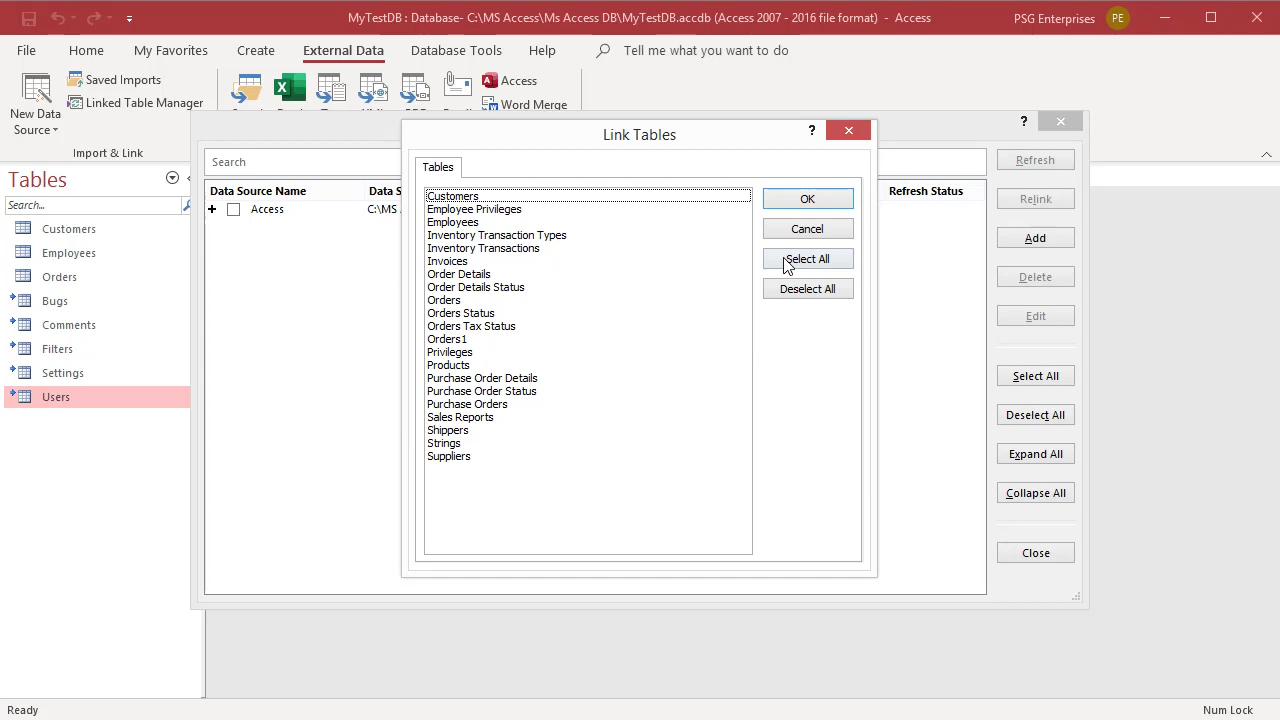 MyTestDB : Database- C:\MS Access\Ms Access DB\MyTestDB.accdb (Access 2007 - 2016 file format) - Access
PSG Enterprises
PE
File
Home
My Favorites
Create
External Data
Database Tools
Help
Tell me what you want to do
New Data
Source
Saved Imports
Linked Table Manager
Access
Word Merge
Import & Link
Tables
Search...
Customers
Employees
Orders
Bugs
Comments
Filters
Settings
Users
?
Search
Data Source Name
Data S
Refresh Status
Access
C:\MS
Refresh
Relink
Add
Delete
Edit
Select All
Deselect All
Expand All
Collapse All
Close
Link Tables
?
Tables
Customers
Employee Privileges
Employees
Inventory Transaction Types
Inventory Transactions
Invoices
Order Details
Order Details Status
Orders
Orders Status
Orders Tax Status
Orders1
Privileges
Products
Purchase Order Details
Purchase Order Status
Purchase Orders
Sales Reports
Shippers
Strings
Suppliers
OK
Cancel
Select All
Deselect All
Ready
Num Lock